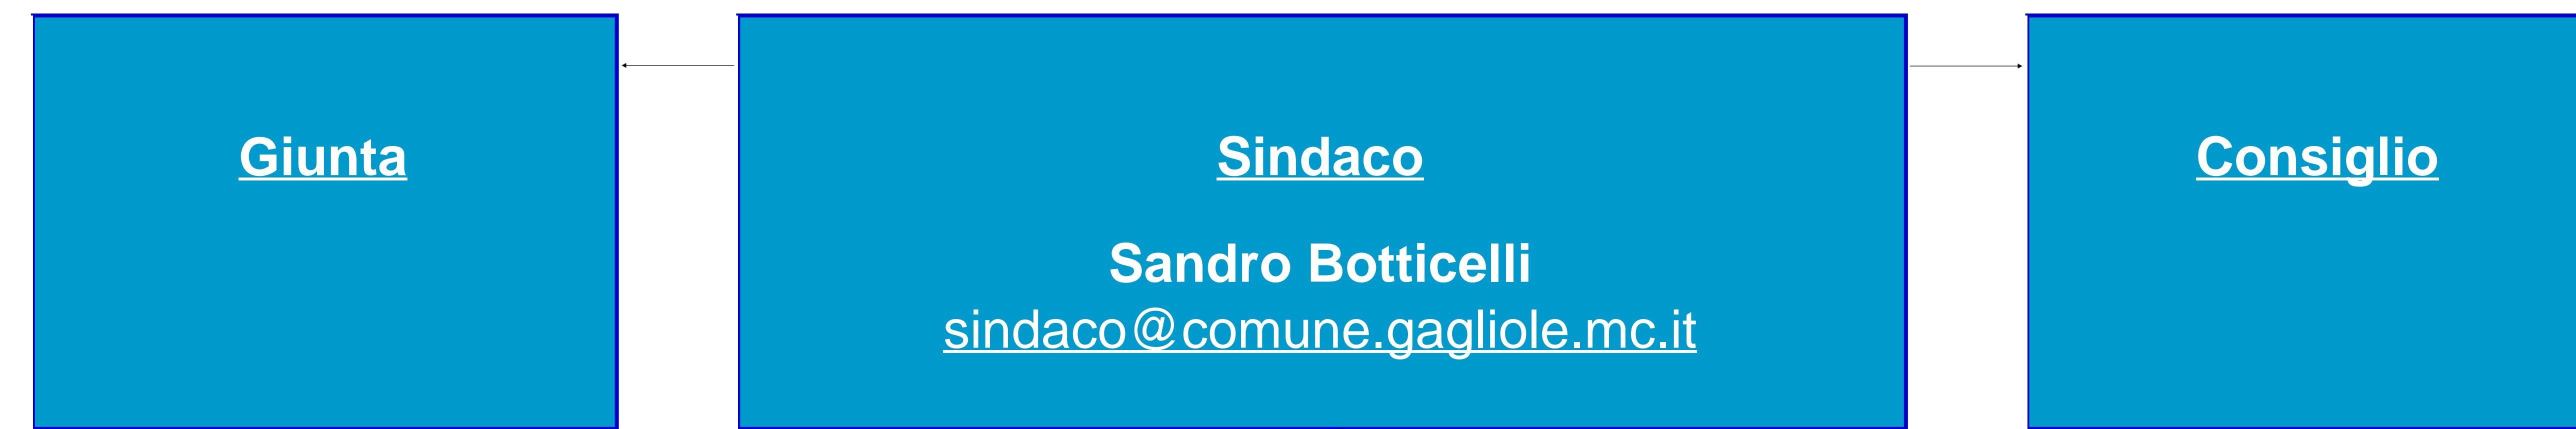 Giunta
Sindaco
Sandro Botticelli
sindaco@comune.gagliole.mc.it
Consiglio